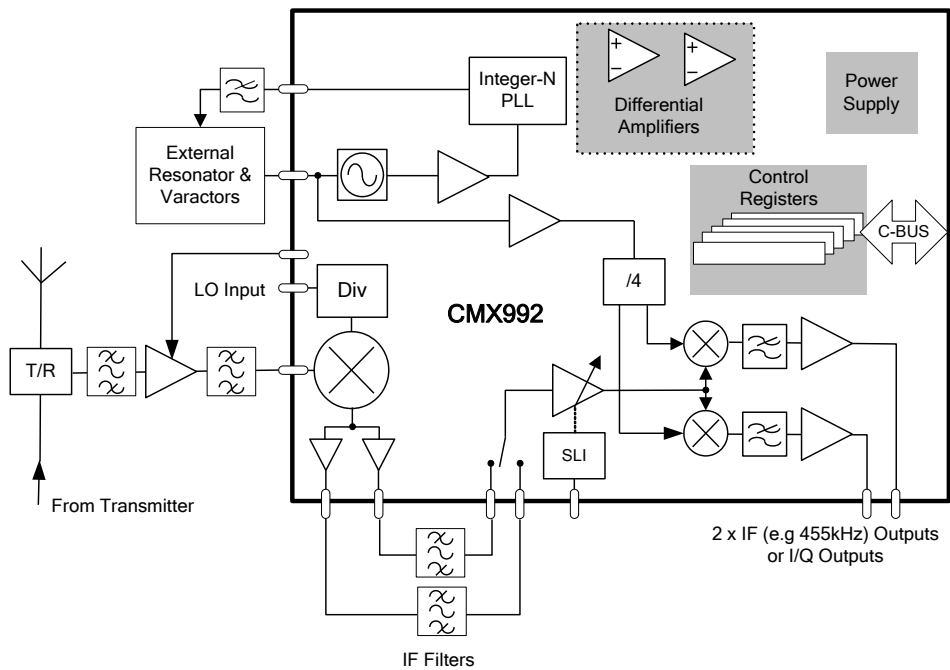 Integer-N
PLL
+
−
+
−
Differential
Amplifiers
Power
Supply
External
Resonator &
Varactors
Control
Registers
C-BUS
LO Input
Div
/4
CMX992
T/R
SLI
From Transmitter
2 x IF (e.g 455kHz) Outputs
or I/Q Outputs
IF Filters